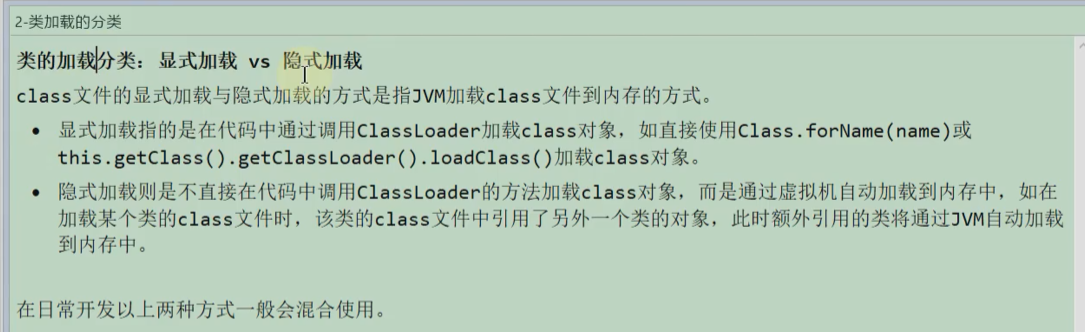 2-类加载的分类
类的加载分类：显式加载 vs 隐式加载
class文件的显式加载与隐式加载的方式是指JVM加载class文件到内存的方式。
• 显式加载指的是在代码中通过调用ClassLoader加载class对象，如直接使用Class.forName(name)或
this.getClass().getClassLoader().loadClass()加载class对象。
• 隐式加载则是不直接在代码中调用ClassLoader的方法加载class对象，而是通过虚拟机自动加载到内存中，如在
加载某个类的class文件时，该类的class文件中引用了另外一个类的对象，此时额外引用的类将通过JVM自动加载
到内存中。
在日常开发以上两种方式一般会混合使用。